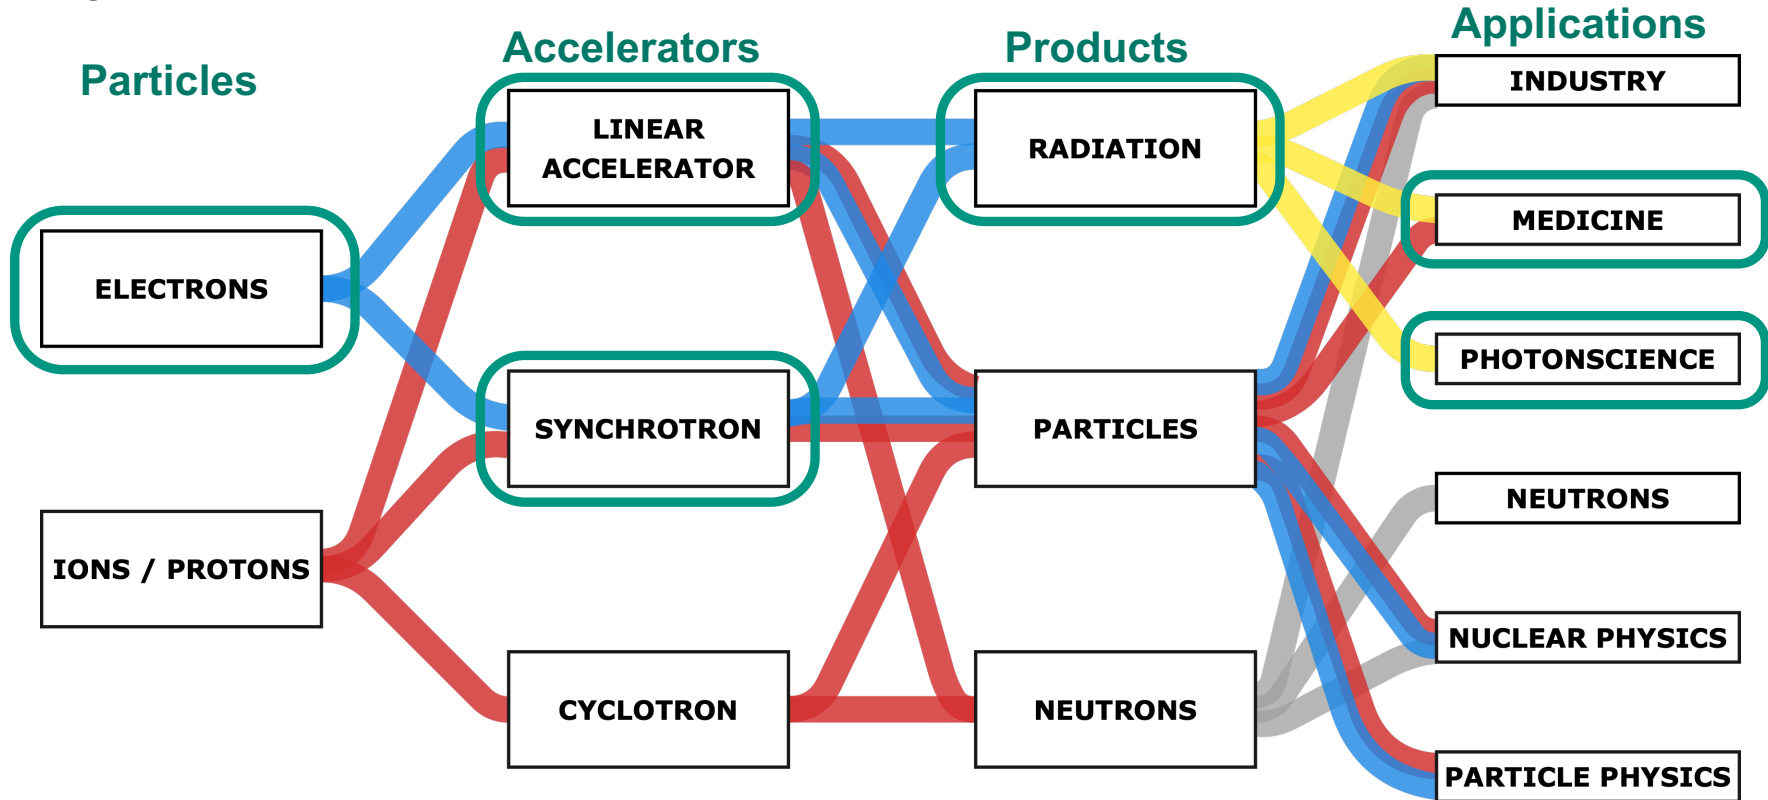 Particles
Accelerators
Products
Applications
ELECTRONS
IONS / PROTONS
LINEAR
ACCELERATOR
SYNCHROTRON
CYCLOTRON
RADIATION
PARTICLES
NEUTRONS
INDUSTRY
MEDICINE
PHOTONSCIENCE
NEUTRONS
NUCLEAR PHYSICS
PARTICLE PHYSICS